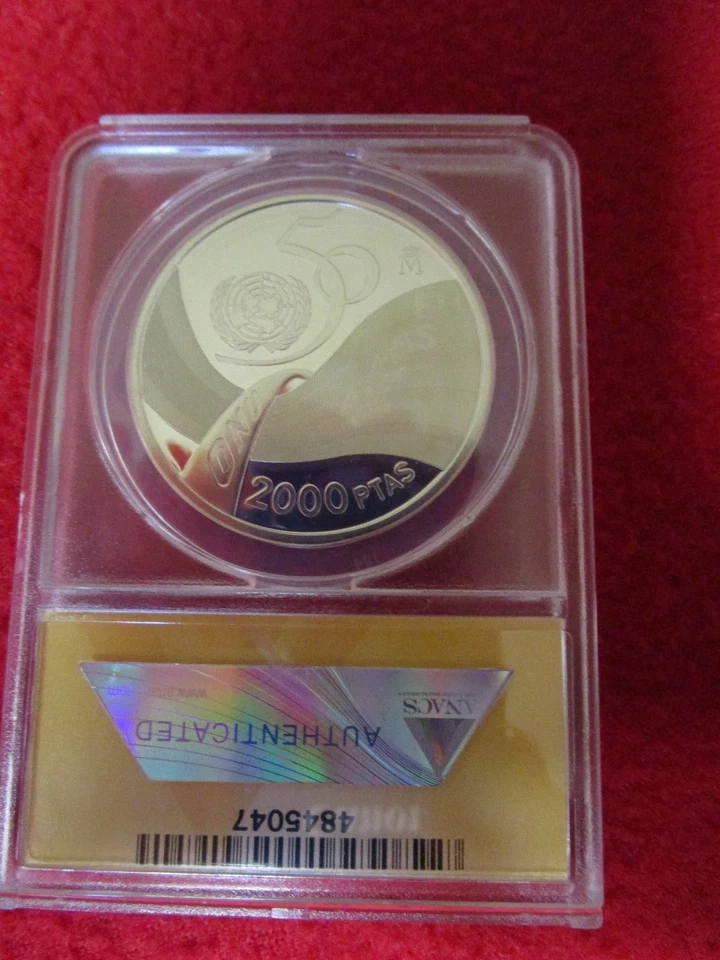 50
M
ONU
2000 PTAS
ANACS
AUTHENTICATED
4845047